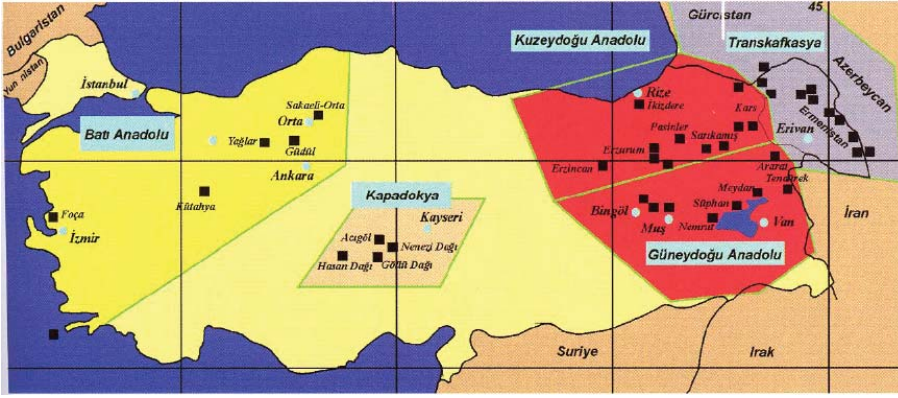 45
Gürcistan
Bulgaristan
Kuzeydoğu Anadolu
Transkafkasya
Azerbeycan
İstanbul
Rize
İkizdere
Kars
Sakaeli-Orta
Orta
Ermenistan
Batı Anadolu
Yağlar
Güdül
Pasinler
Sarıkamış
Erivan
Erzurum
Ankara
Erzincan
Ararat
Tendürek
Kapadokya
Kütahya
Meydan
Süphan
Foça
Kayseri
Bingöl
İran
İzmir
Acıgöl
Muş
Nemrut
Van
Nenezi Dağı
Hasan Dağı
Göllü Dağı
Güneydoğu Anadolu
Suriye
Irak